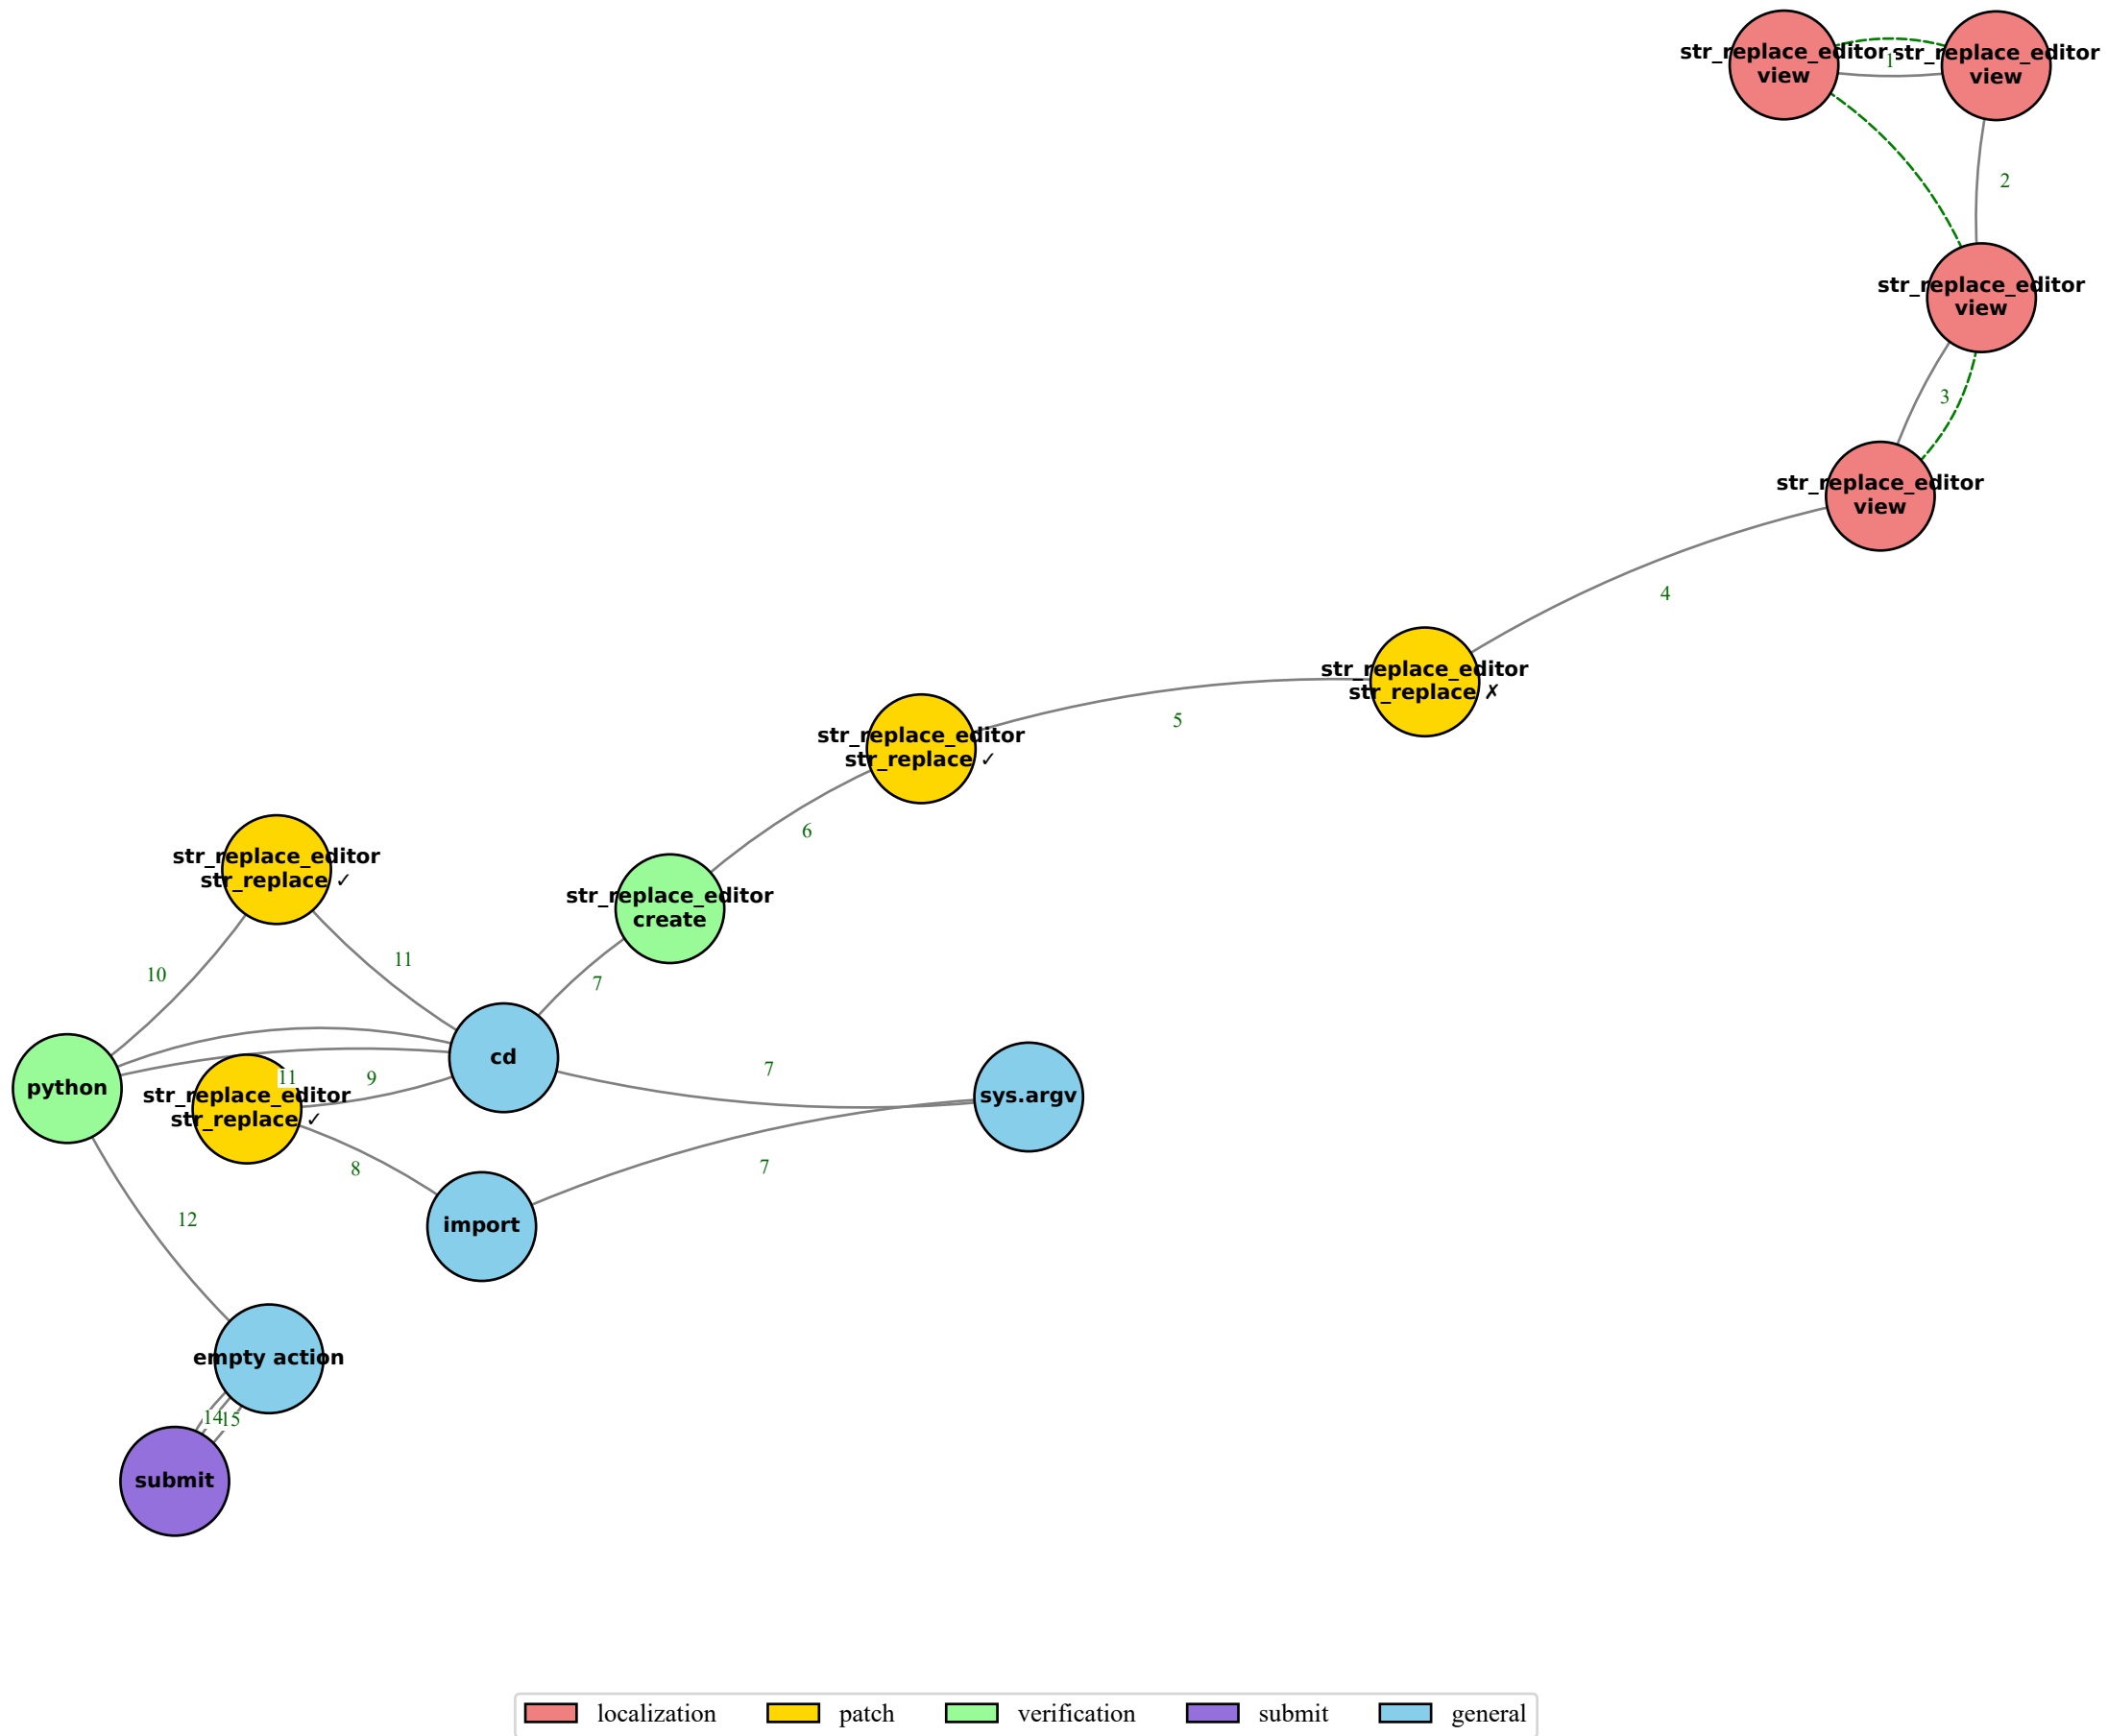 str_replace_editor
view
1
str_replace_editor
view
2
str_replace_editor
view
3
str_replace_editor
view
4
str_replace_editor
str_replace ✗
5
str_replace_editor
str_replace ✓
6
str_replace_editor
create
str_replace_editor
str_replace ✓
10
11
7
cd
python
11
9
7
sys.argv
str_replace_editor
str_replace ✓
8
7
import
12
empty action
14
15
submit
localization
patch
verification
submit
general